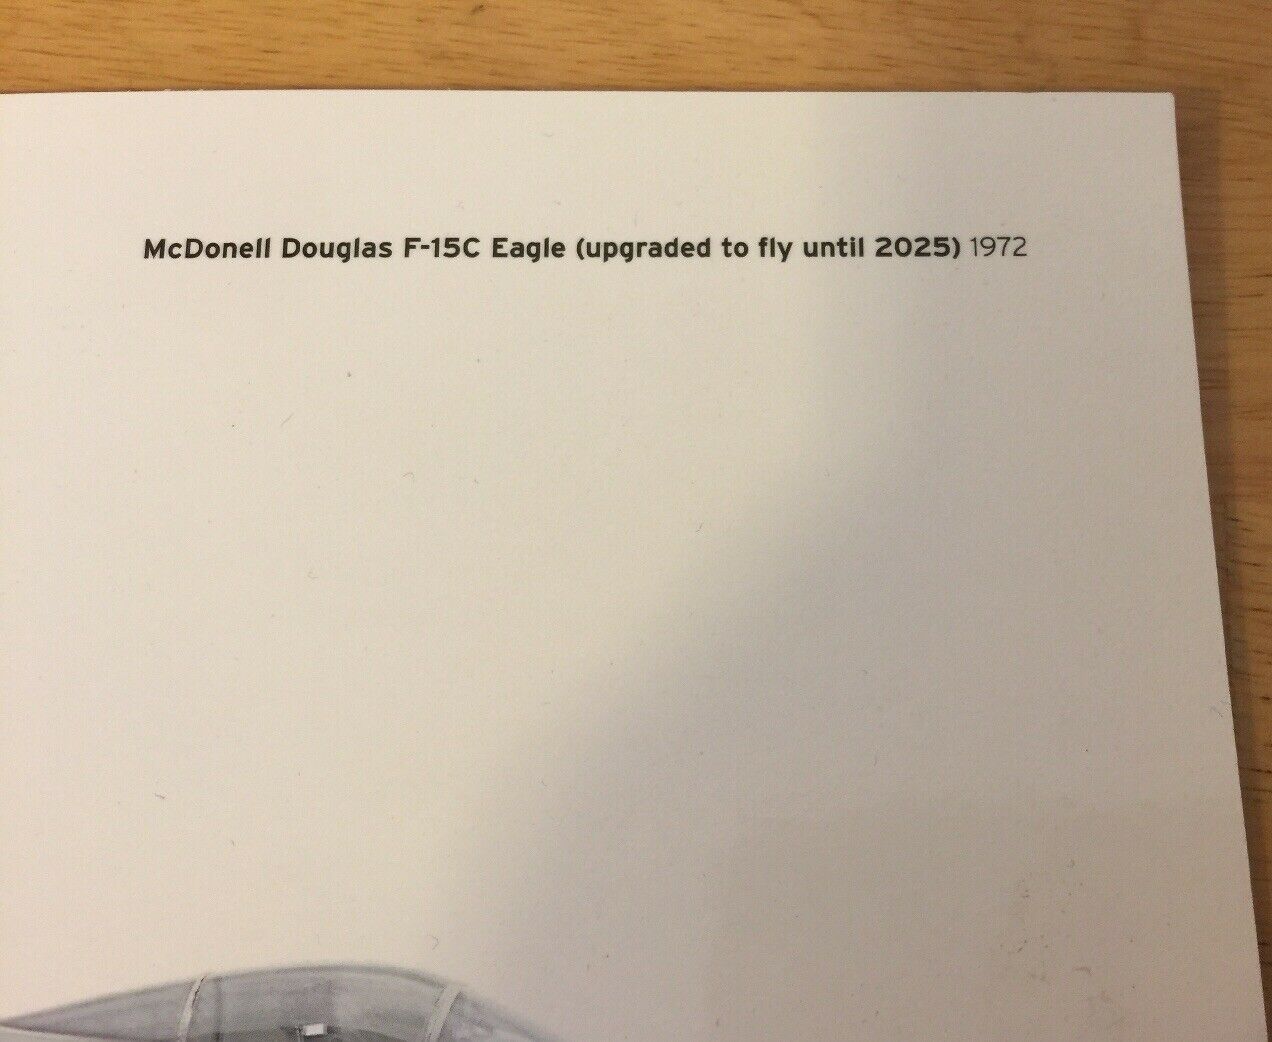 McDonell Douglas F-15C Eagle (upgraded to fly until 2025) 1972